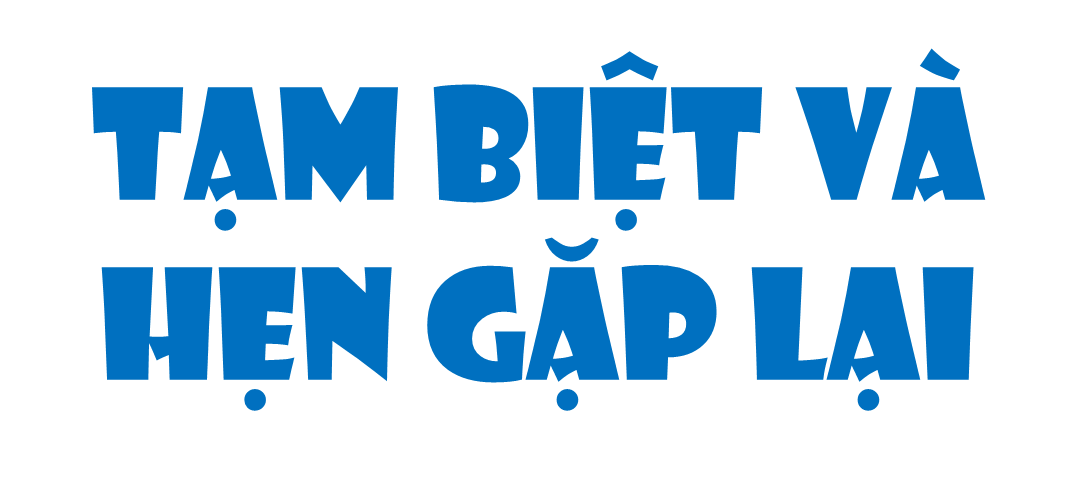 TẠM BIỆT VÀ
HẸN GẶP LẠI